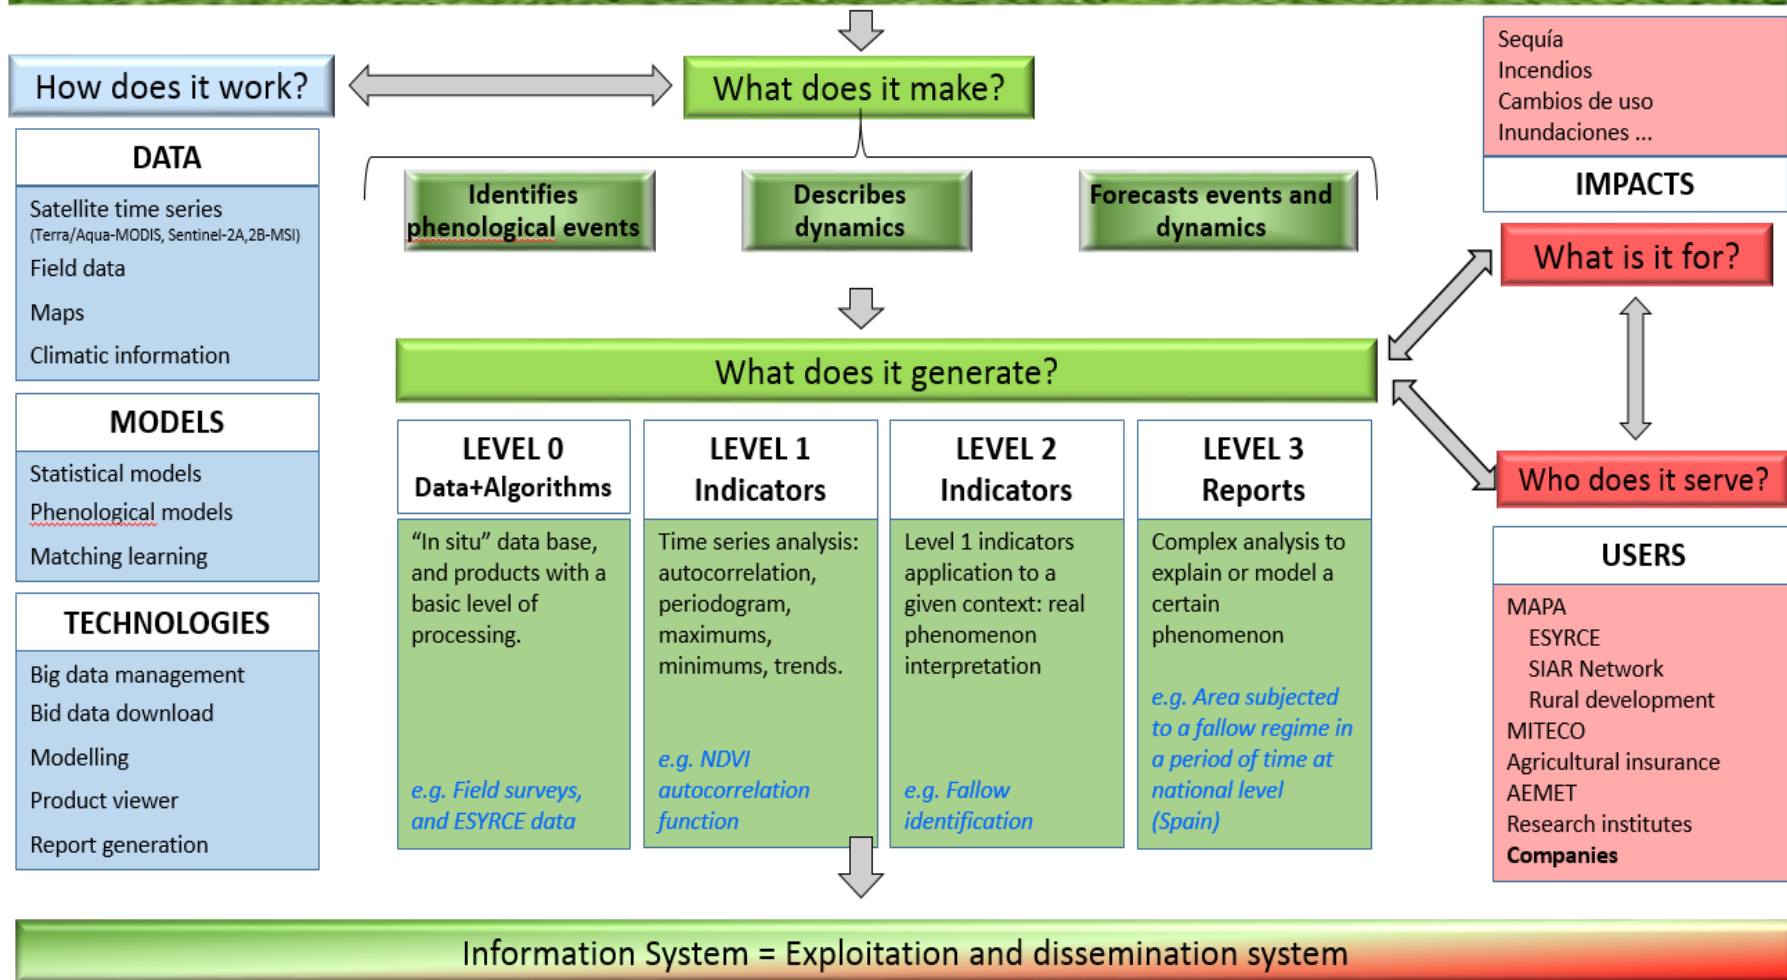 How does it work?
What does it make?
DATA
Satellite time series
(Terra/Aqua-MODIS, Sentinel-2A,2B-MSI)
Field data
Maps
Climatic information
MODELS
Statistical models
Phenological models
Matching learning
TECHNOLOGIES
Big data management
Bid data download
Modelling
Product viewer
Report generation
Identifies
phenological events
Describes
dynamics
Forecasts events and
dynamics
What does it generate?
LEVEL 0
Data+Algorithms
“In situ” data base,
and products with a
basic level of
processing.
e.g. Field surveys,
and ESYRCE data
LEVEL 1
Indicators
Time series analysis:
autocorrelation,
periodogram,
maximums,
minimums, trends.
e.g. NDVI
autocorrelation
function
LEVEL 2
Indicators
Level 1 indicators
application to a
given context: real
phenomenon
interpretation
e.g. Fallow
identification
LEVEL 3
Reports
Complex analysis to
explain or model a
certain
phenomenon
e.g. Area subjected
to a fallow regime in
a period of time at
national level
(Spain)
Sequía
Incendios
Cambios de uso
Inundaciones ...
IMPACTS
What is it for?
Who does it serve?
USERS
MAPA
ESYRCE
SIAR Network
Rural development
MITECO
Agricultural insurance
AEMET
Research institutes
Companies
Information System = Exploitation and dissemination system